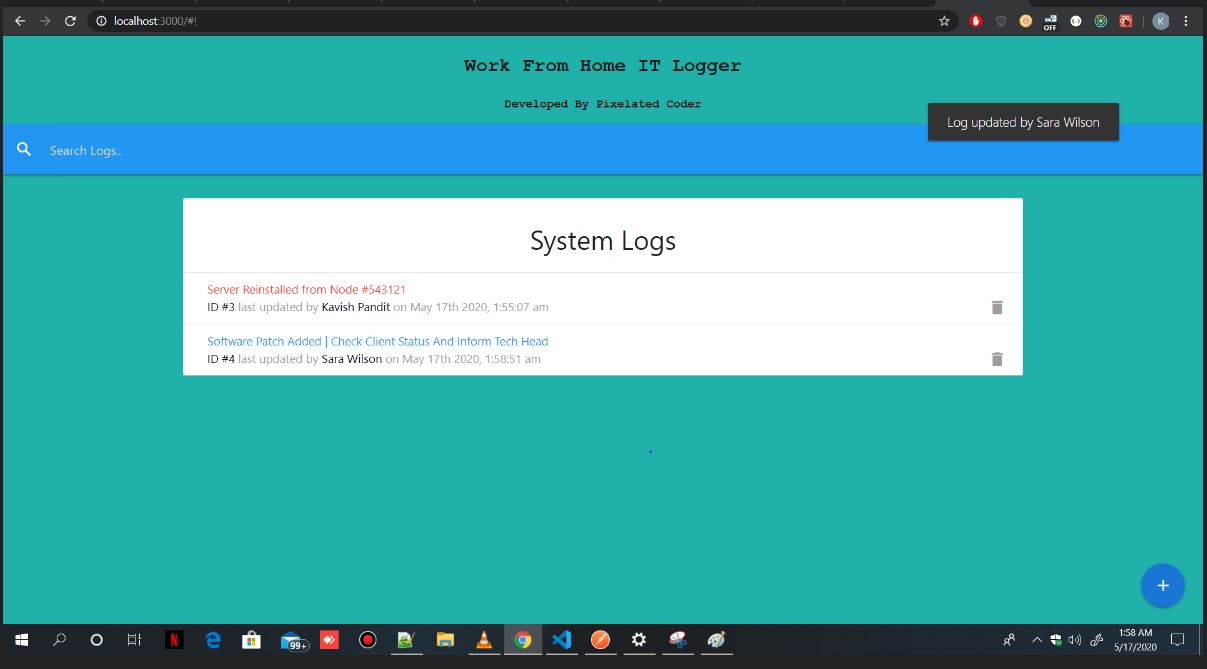 localhost:3000/#!
OFF
K
Work From Home IT Logger
Developed By Pixelated Coder
Log updated by Sara Wilson
Search Logs..
System Logs
Server Reinstalled from Node #543121
ID #3 last updated by Kavish Pandit on May 17th 2020, 1:55:07 am
Software Patch Added | Check Client Status And Inform Tech Head
ID #4 last updated by Sara Wilson on May 17th 2020, 1:58:51 am
+
N
99+
1:58 AM
5/17/2020